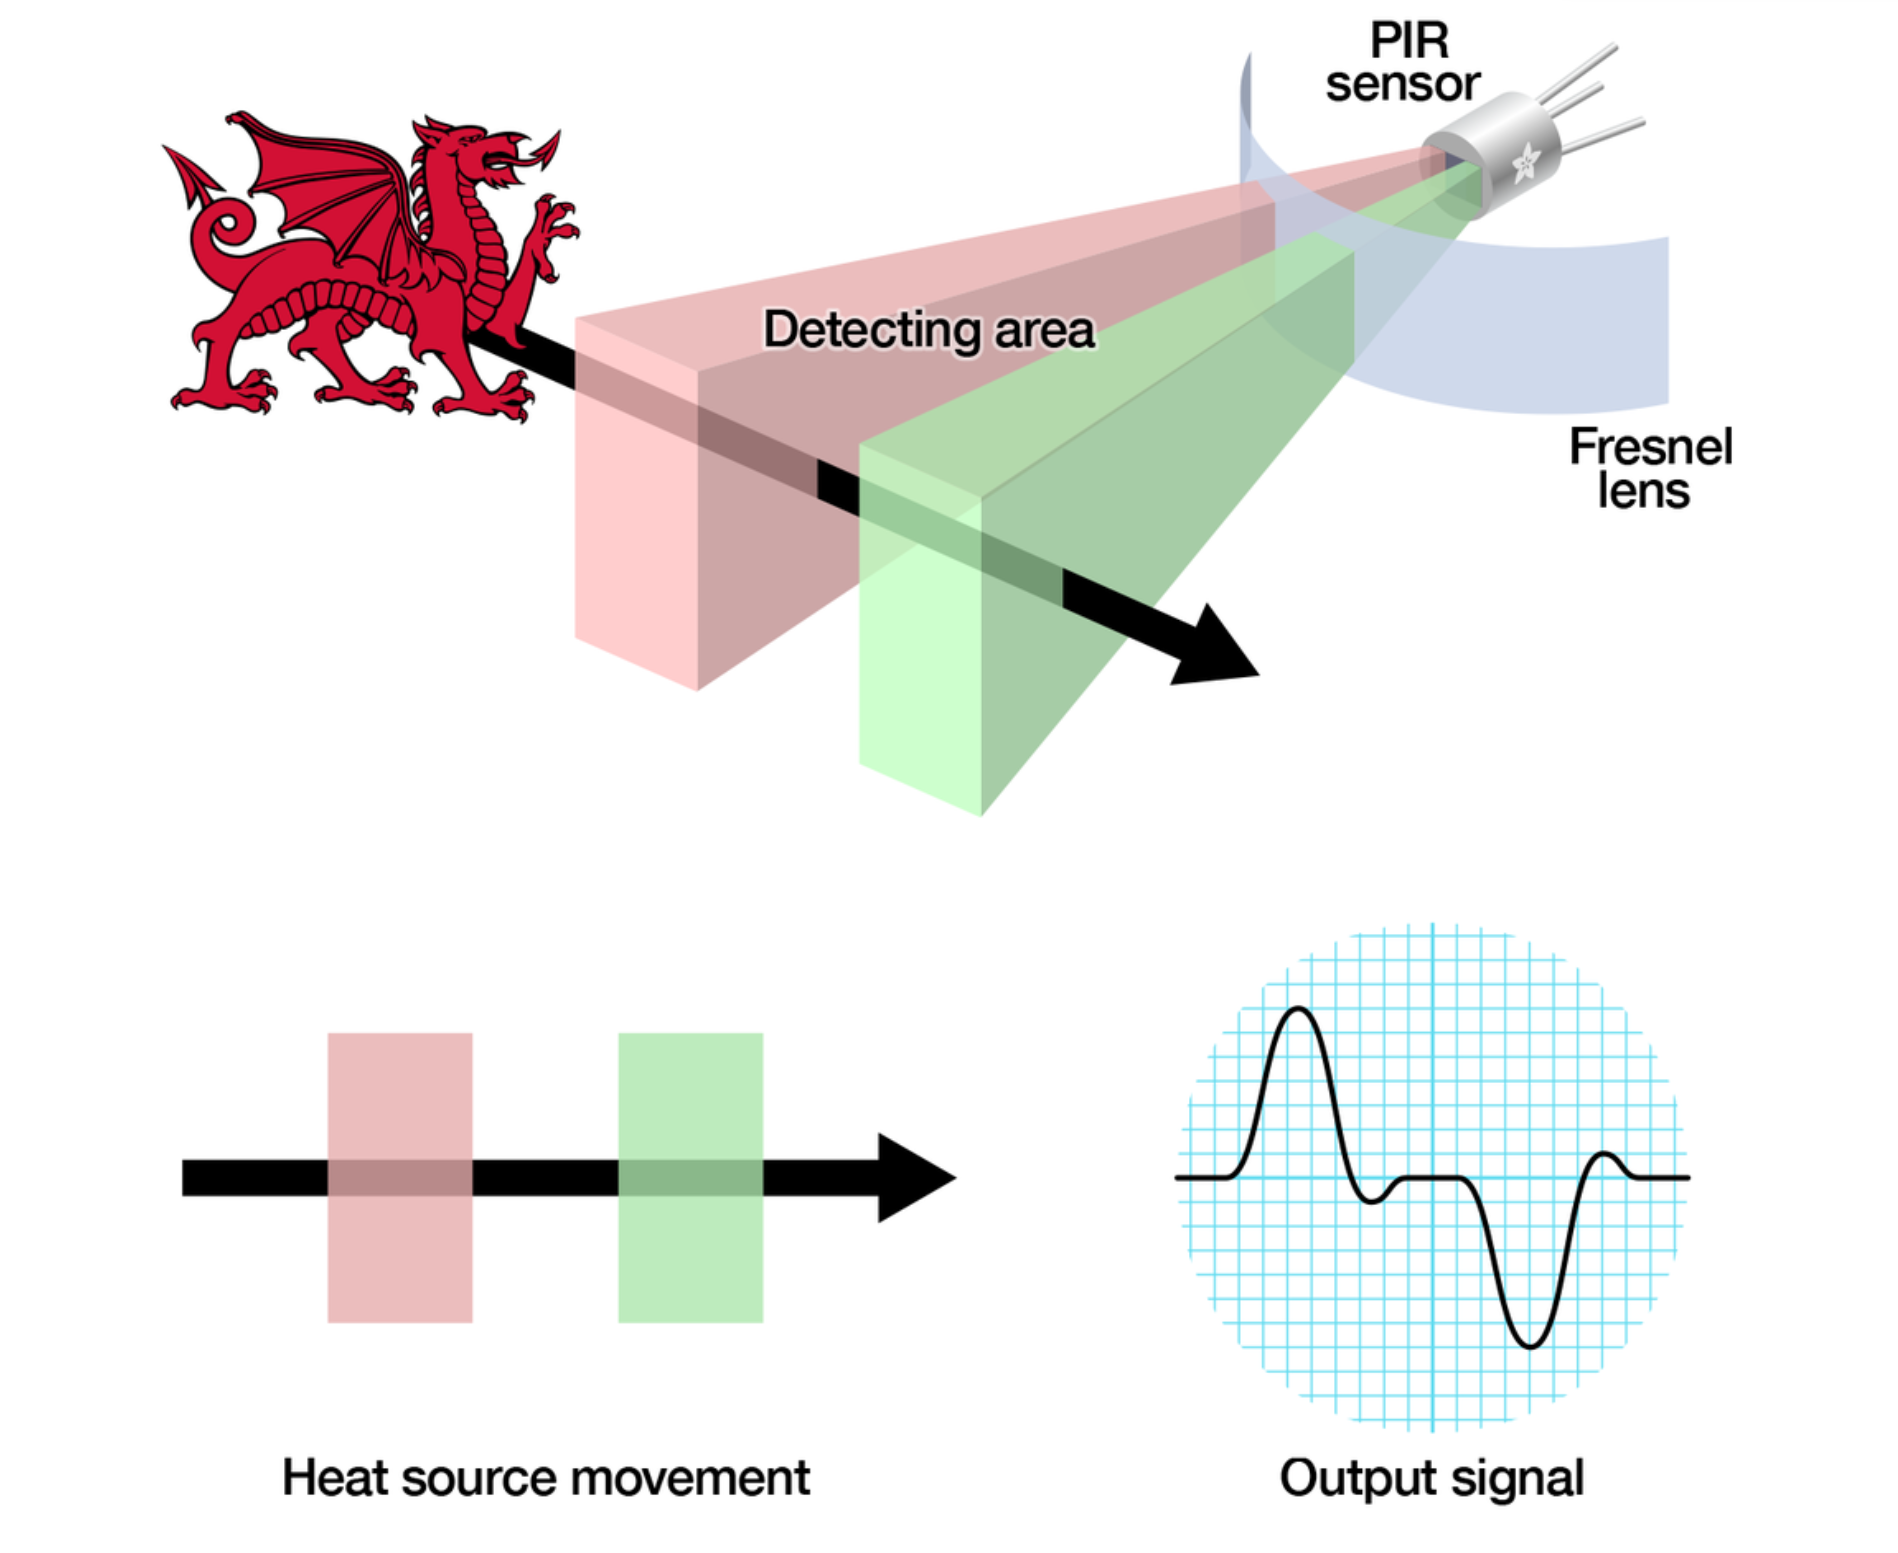 PIR
sensor
Detecting area
Fresnel
lens
Heat source movement
Output signal